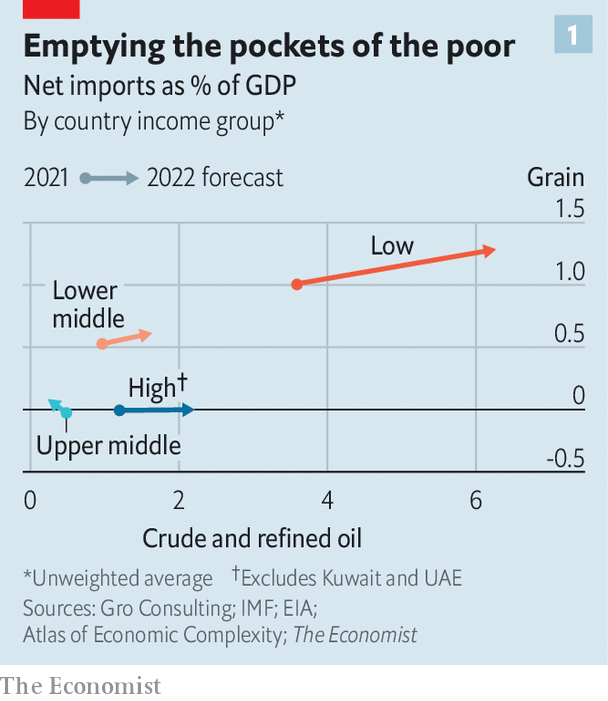 1
Emptying the pockets of the poor
Net imports as % of GDP
By country income group*
2021 2022 forecast
Grain
1.5
Low
1.0
Lower
middle
0.5
High†
0
Upper middle
-0.5
0 2 4 6
Crude and refined oil
*Unweighted average †Excludes Kuwait and UAE
Sources: Gro Consulting; IMF; EIA;
Atlas of Economic Complexity; The Economist
The Economist